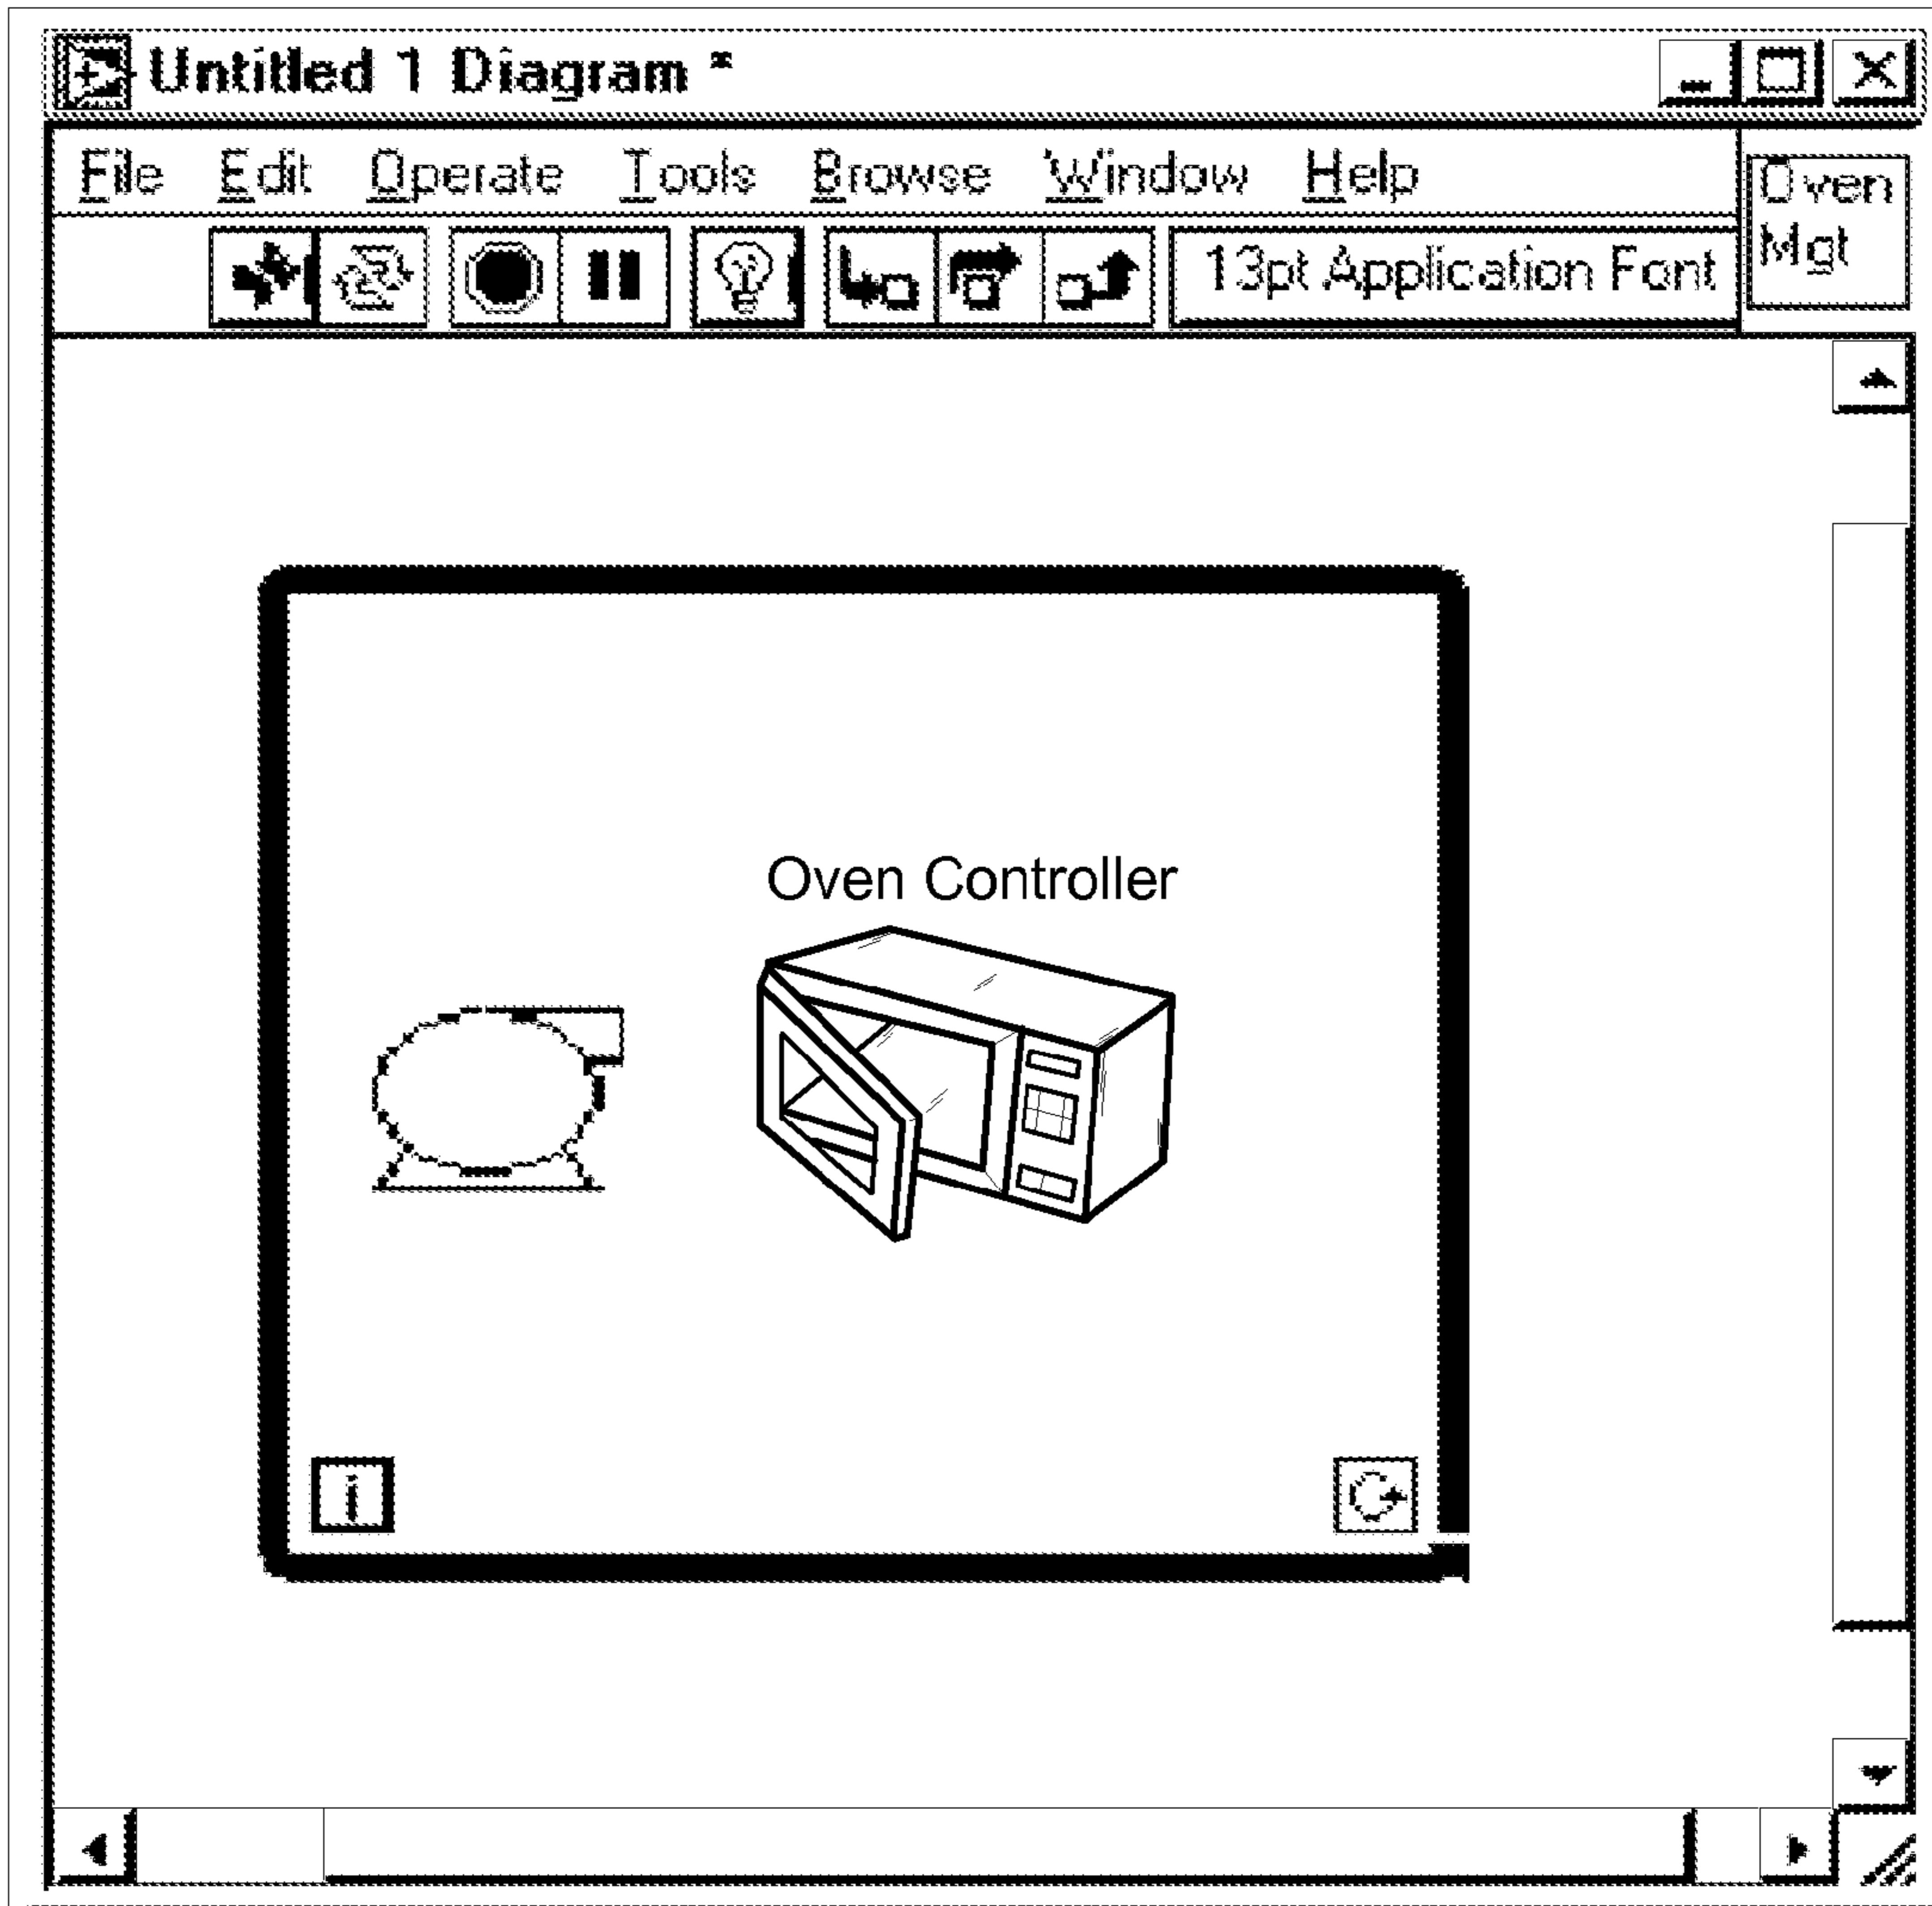 Untitled 1 Diagram *
File Edit Operate Tools Browse Window Help
Oven
Mgt
13pt Application Font
Oven Controller
i